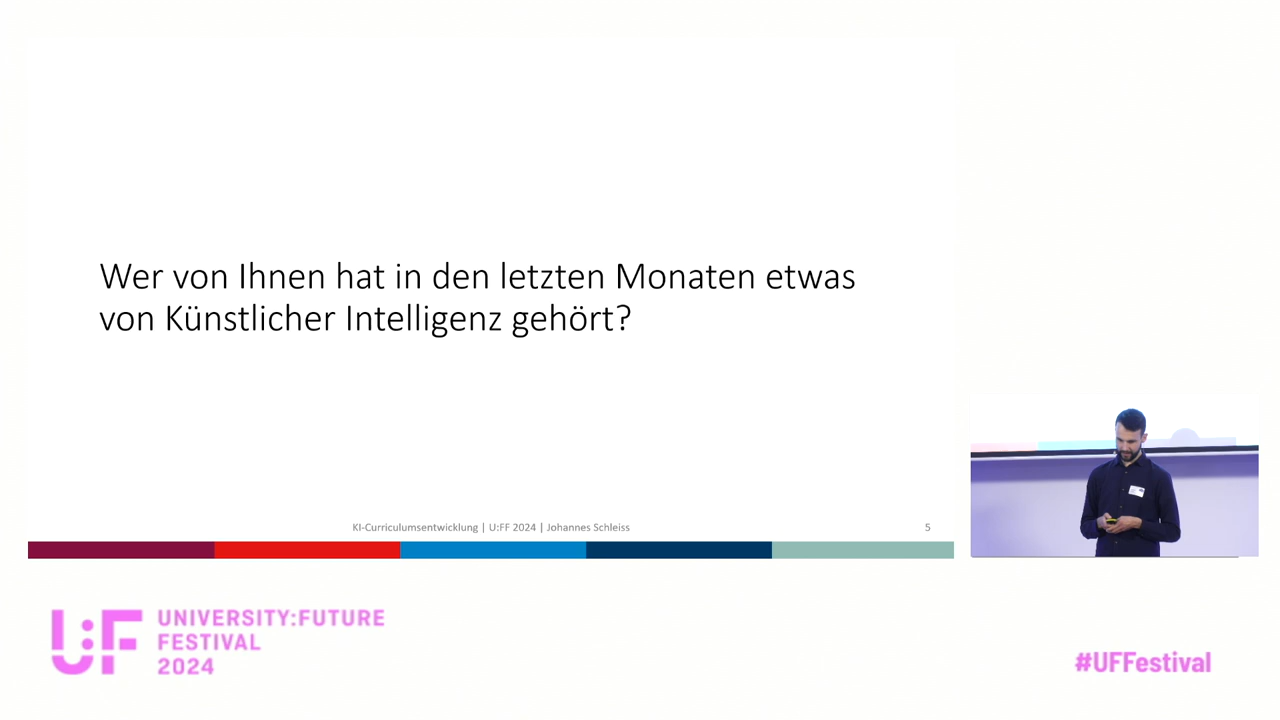 Wer von Ihnen hat in den letzten Monaten etwas
von Künstlicher Intelligenz gehört?
KI-Curriculumsentwicklung | U:FF 2024 | Johannes Schleiss
5
U:F
UNIVERSITY:FUTURE
FESTIVAL
2024
#UFFestival